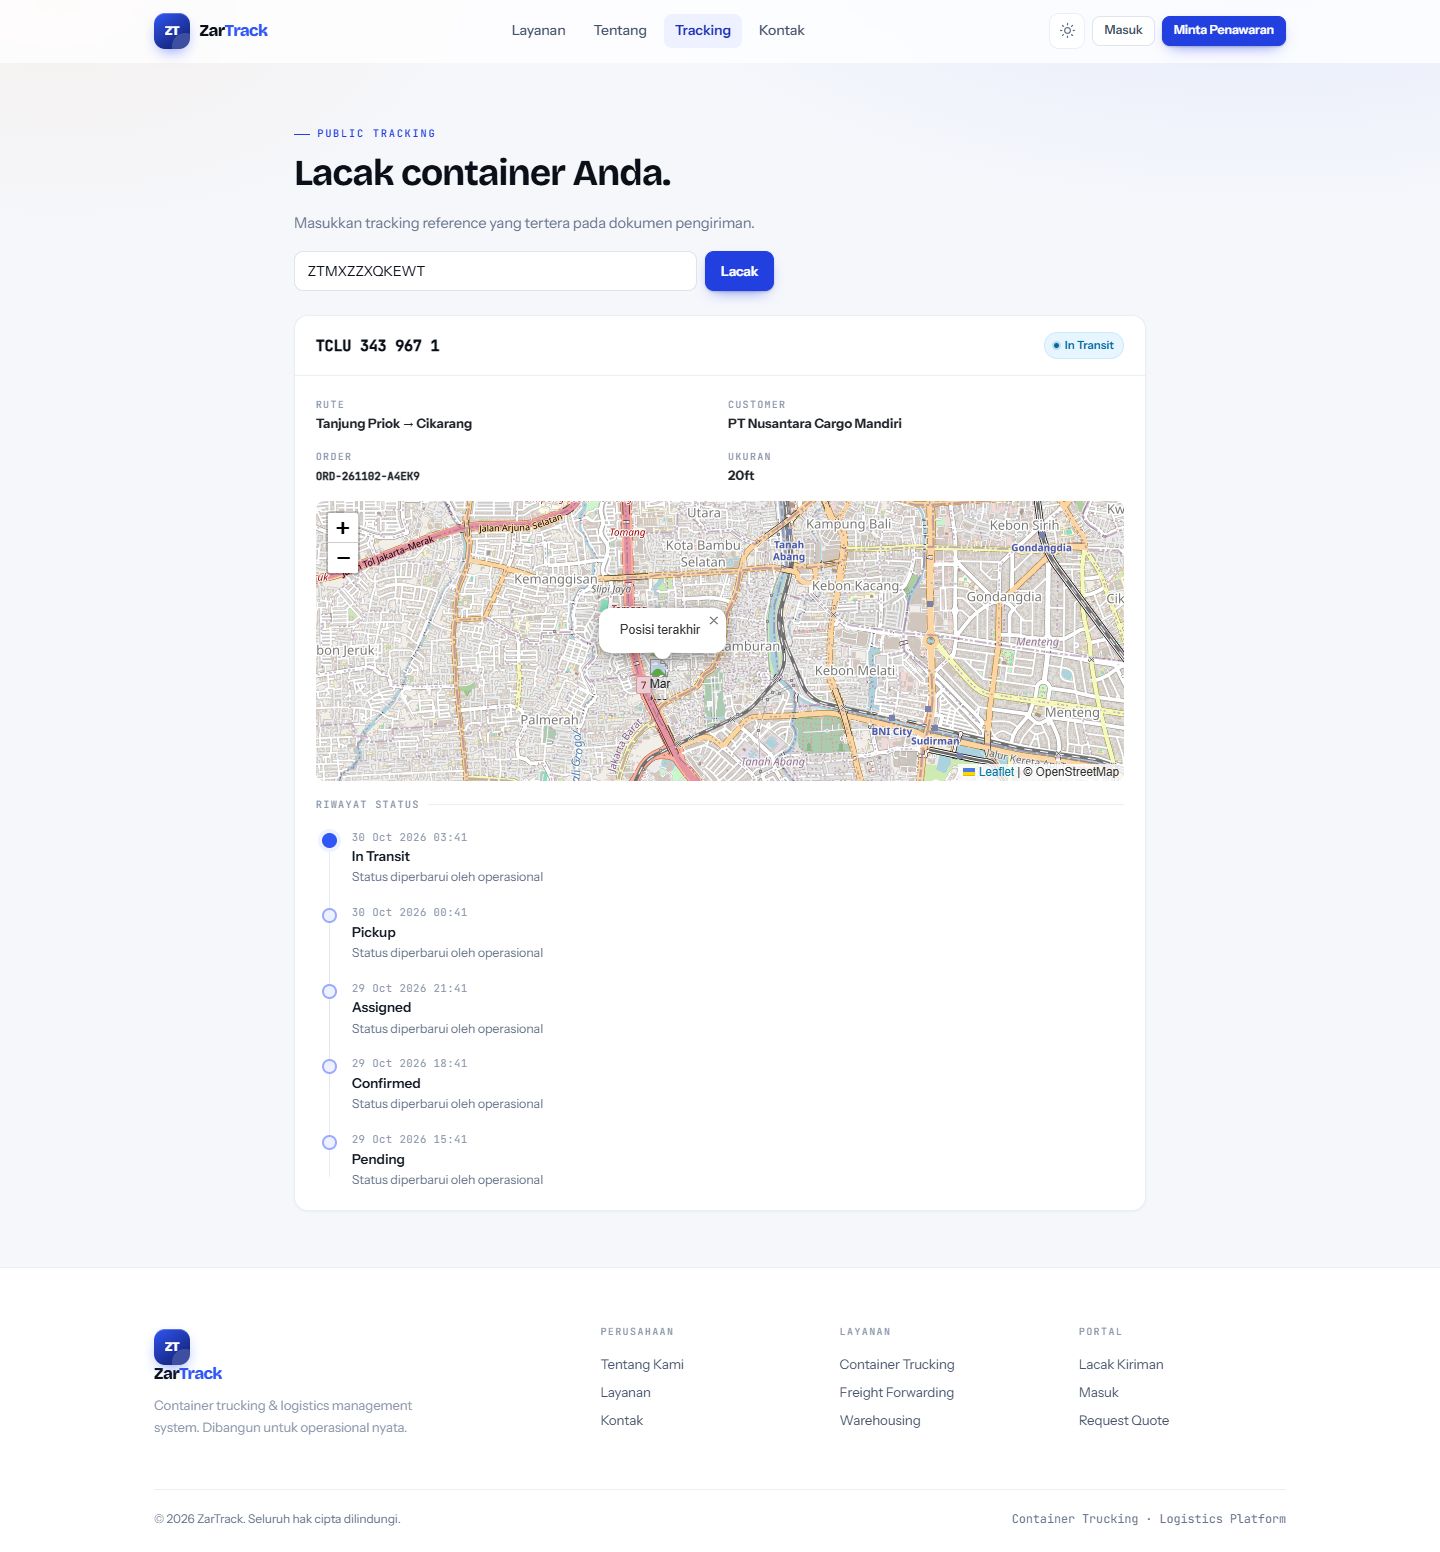 ZT ZarTrack
Layanan Tentang Tracking Kontak
Masuk Minta Penawaran
PUBLIC TRACKING
Lacak container Anda.
Masukkan tracking reference yang tertera pada dokumen pengiriman.
ZTMXZZXQKEWT Lacak
TCLU 343 967 1 In Transit
RUTE
Tanjung Priok → Cikarang
CUSTOMER
PT Nusantara Cargo Mandiri
ORDER
ORD-261102-A4EK9
UKURAN
20ft
+
−
Jalan Arjuna Selatan
Tol Jakarta-Merak
Tomang
Utara
Kota Bambu
Selatan
Tanah
Abang
Kampung Bali
Kebon Sirih
Kw
Gondangdia
Kemanggisan
Slipi Jaya
Kebon Kacang
Gondangdia
Cik
bon Jeruk
Posisi terakhir ×
amburan
Menteng
Kebon Melati
7 Mar
Palmerah
Jakarta Barat
Menteng
BNI City
Sudirman
Tanah Abang
Jalur Kereta
Leaflet | © OpenStreetMap
RIWAYAT STATUS
30 Oct 2026 03:41
In Transit
Status diperbarui oleh operasional
30 Oct 2026 00:41
Pickup
Status diperbarui oleh operasional
29 Oct 2026 21:41
Assigned
Status diperbarui oleh operasional
29 Oct 2026 18:41
Confirmed
Status diperbarui oleh operasional
29 Oct 2026 15:41
Pending
Status diperbarui oleh operasional
ZT
ZarTrack
Container trucking & logistics management
system. Dibangun untuk operasional nyata.
PERUSAHAAN
Tentang Kami
Layanan
Kontak
LAYANAN
Container Trucking
Freight Forwarding
Warehousing
PORTAL
Lacak Kiriman
Masuk
Request Quote
© 2026 ZarTrack. Seluruh hak cipta dilindungi.
Container Trucking · Logistics Platform